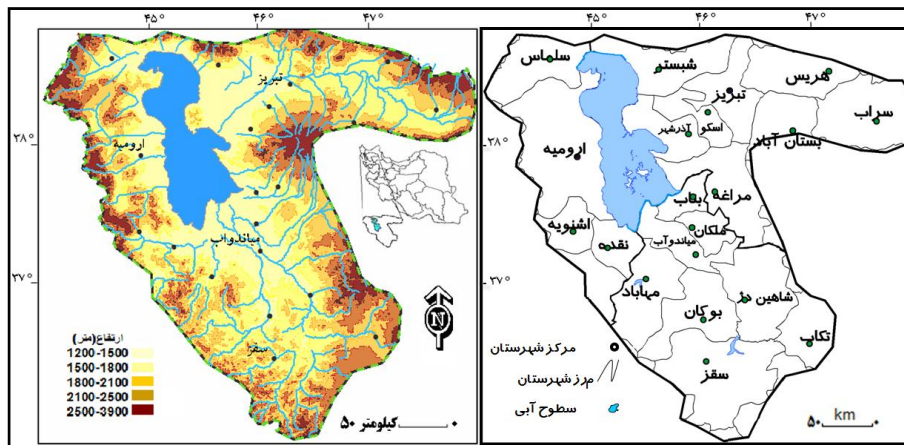 ۴۵° ۴۶° ۴۷°
تبریز
۳۸°
ارومیه
میاندوآب
۳۷°
سقز
N
ارتفاع(متر)
1200-1500
1500-1800
1800-2100
2100-2500
2500-3900
۵۰ کیلومتر ۰
۴۵° ۴۶° ۴۷°
سلماس
شبستر
هریس
تبریز
سراب
اسکو
آذرشهر
بستان آباد
۳۸°
ارومیه
مراغه
بناب
ملکان
اشنویه
نقده
میاندوآب
۳۷°
مهاباد
شاهین دژ
بوکان
تکاب
سقز
مرکز شهرستان
مرز شهرستان
سطوح آبی
۵۰ km ۰